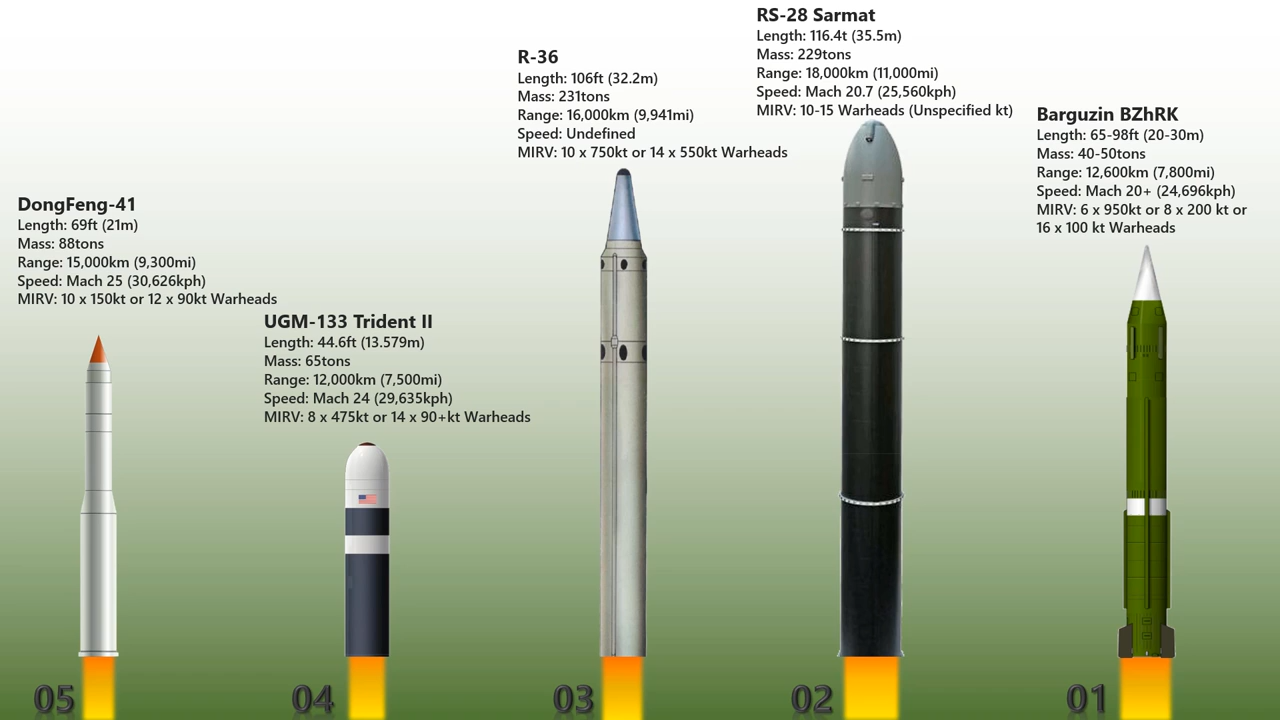 RS-28 Sarmat
Length: 116.4t (35.5m)
Mass: 229tons
Range: 18,000km (11,000mi)
Speed: Mach 20.7 (25,560kph)
MIRV: 10-15 Warheads (Unspecified kt)
R-36
Length: 106ft (32.2m)
Mass: 231tons
Range: 16,000km (9,941mi)
Speed: Undefined
MIRV: 10 x 750kt or 14 x 550kt Warheads
Barguzin BZhRK
Length: 65-98ft (20-30m)
Mass: 40-50tons
Range: 12,600km (7,800mi)
Speed: Mach 20+ (24,696kph)
MIRV: 6 x 950kt or 8 x 200 kt or
16 x 100 kt Warheads
DongFeng-41
Length: 69ft (21m)
Mass: 88tons
Range: 15,000km (9,300mi)
Speed: Mach 25 (30,626kph)
MIRV: 10 x 150kt or 12 x 90kt Warheads
UGM-133 Trident II
Length: 44.6ft (13.579m)
Mass: 65tons
Range: 12,000km (7,500mi)
Speed: Mach 24 (29,635kph)
MIRV: 8 x 475kt or 14 x 90+kt Warheads
05
04
03
02
01